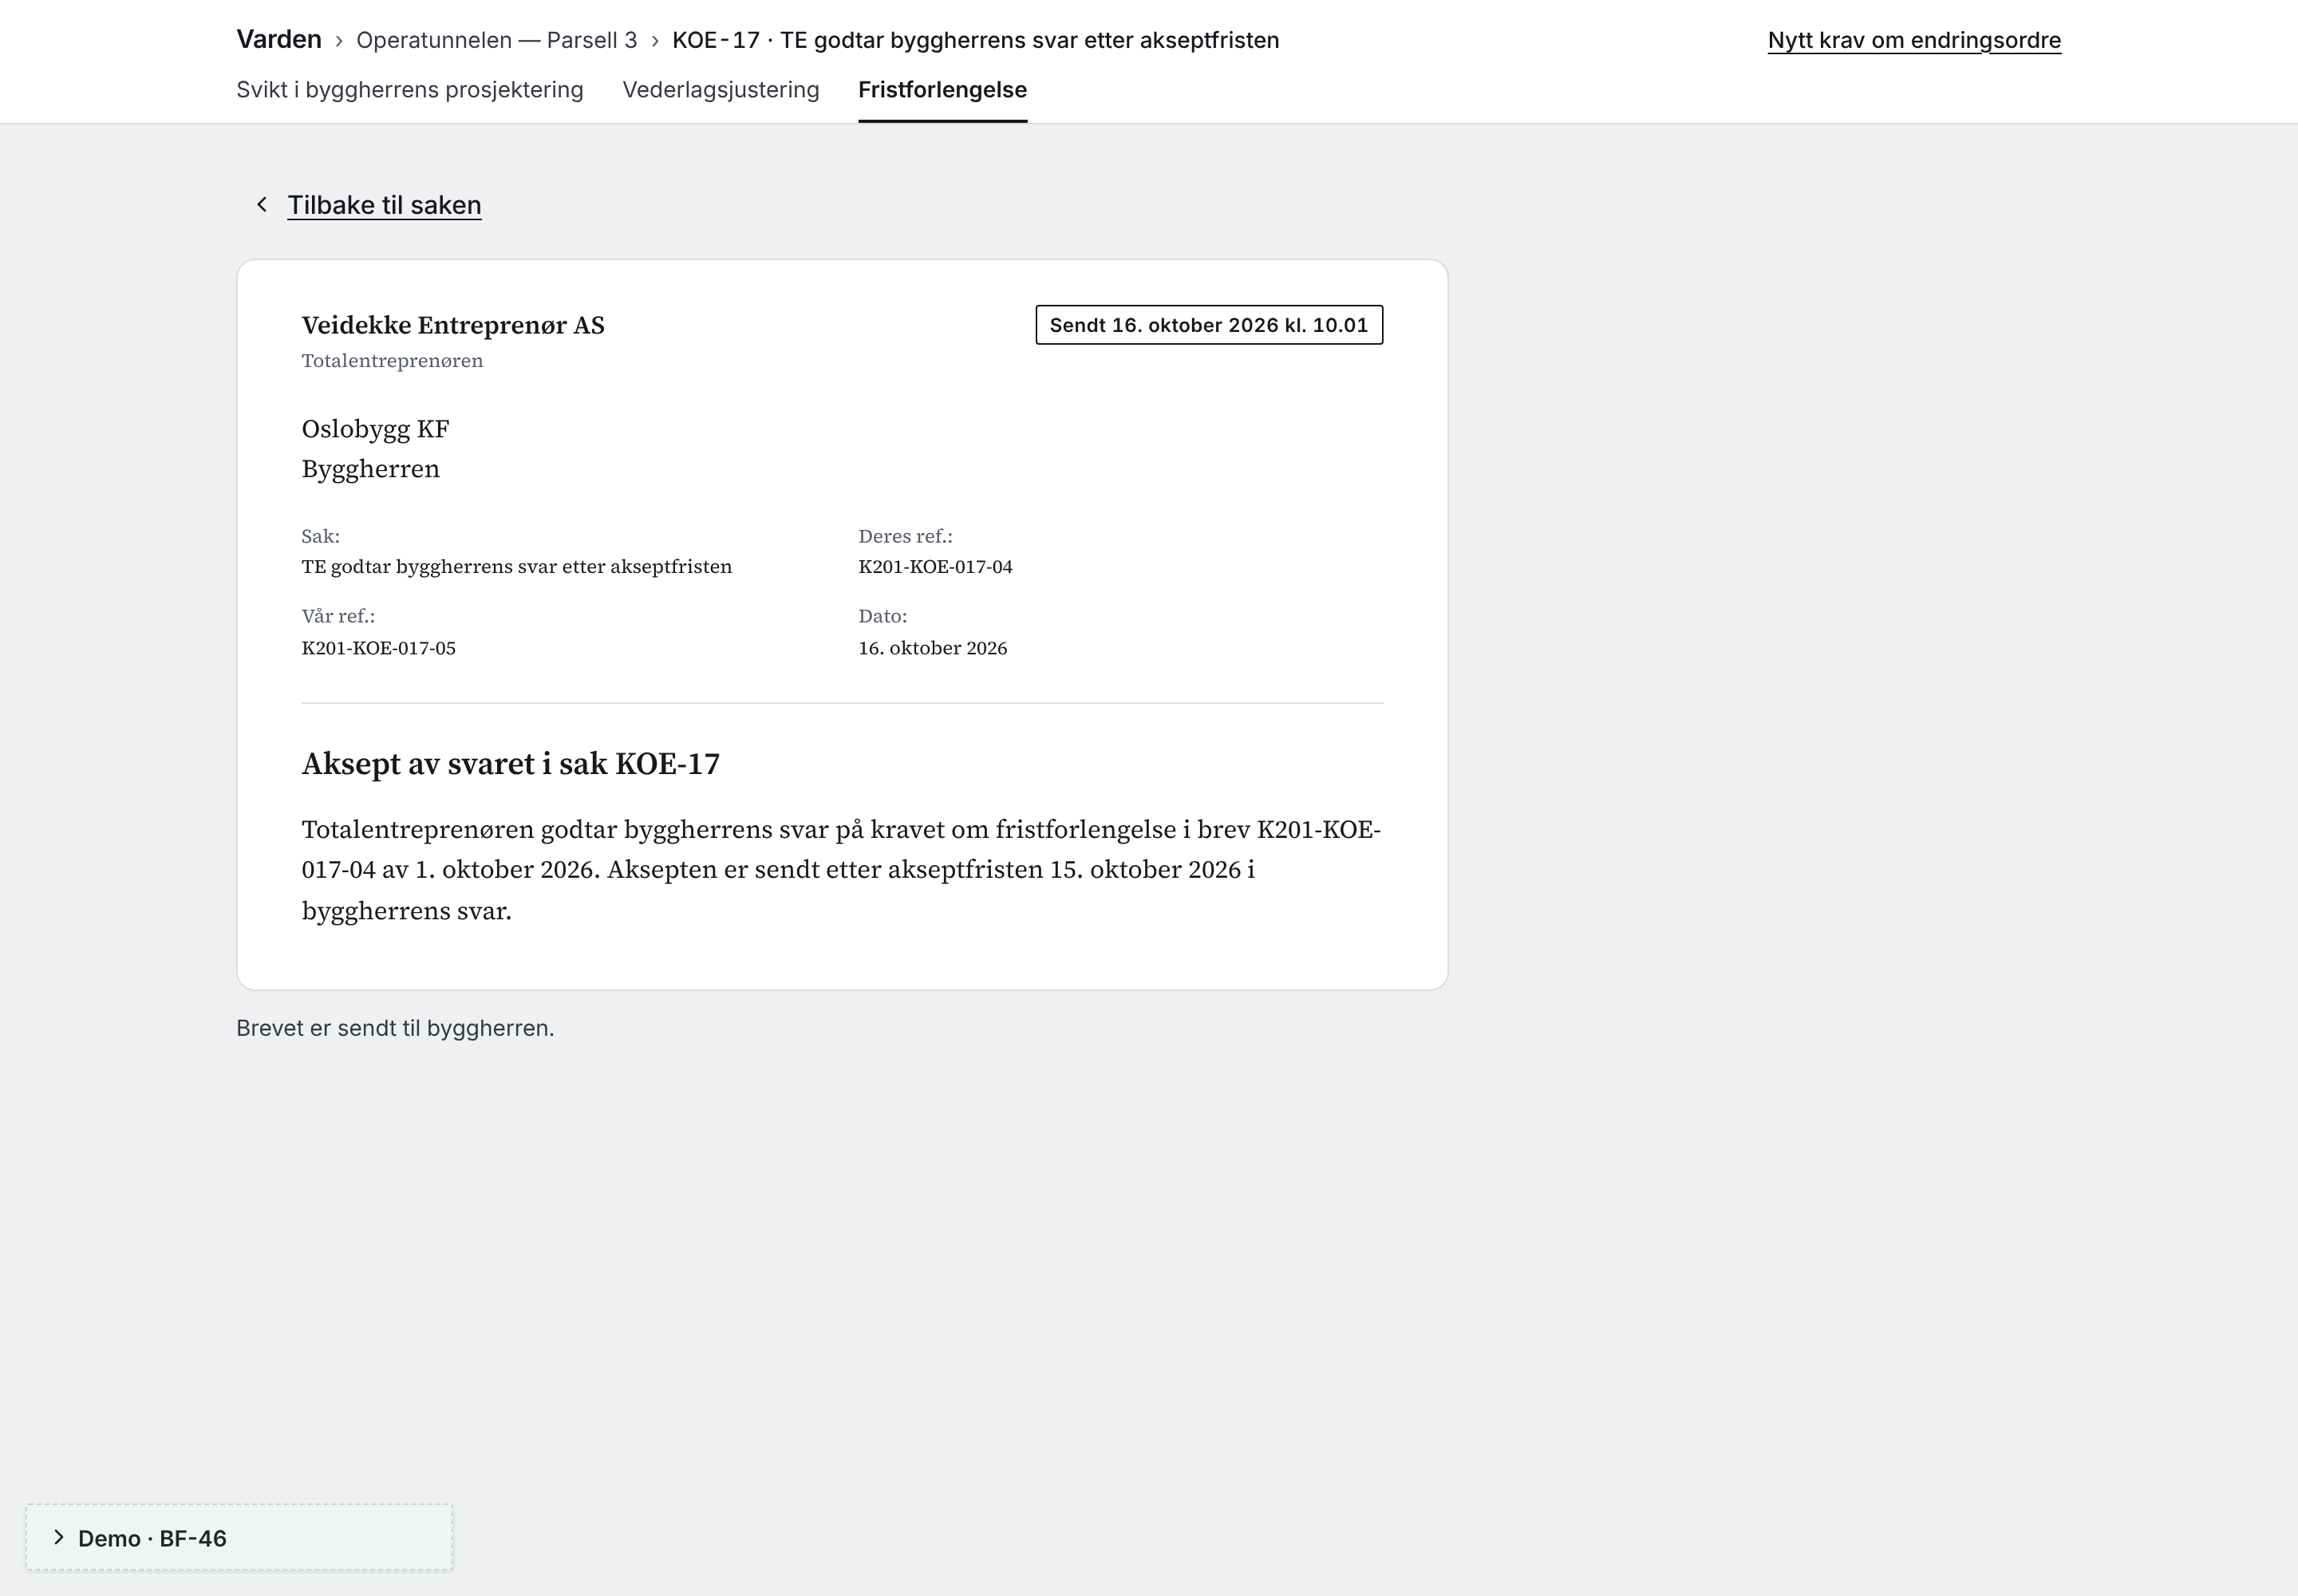 Varden › Operatunnelen — Parsell 3 › KOE-17 · TE godtar byggherrens svar etter akseptfristen
Nytt krav om endringsordre
Svikt i byggherrens prosjektering
Vederlagsjustering
Fristforlengelse
Tilbake til saken
Veidekke Entreprenør AS
Sendt 16. oktober 2026 kl. 10.01
Totalentreprenøren
Oslobygg KF
Byggherren
Sak:
TE godtar byggherrens svar etter akseptfristen
Deres ref.:
K201-KOE-017-04
Vår ref.:
K201-KOE-017-05
Dato:
16. oktober 2026
Aksept av svaret i sak KOE-17
Totalentreprenøren godtar byggherrens svar på kravet om fristforlengelse i brev K201-KOE-
017-04 av 1. oktober 2026. Aksepten er sendt etter akseptfristen 15. oktober 2026 i
byggherrens svar.
Brevet er sendt til byggherren.
Demo · BF-46